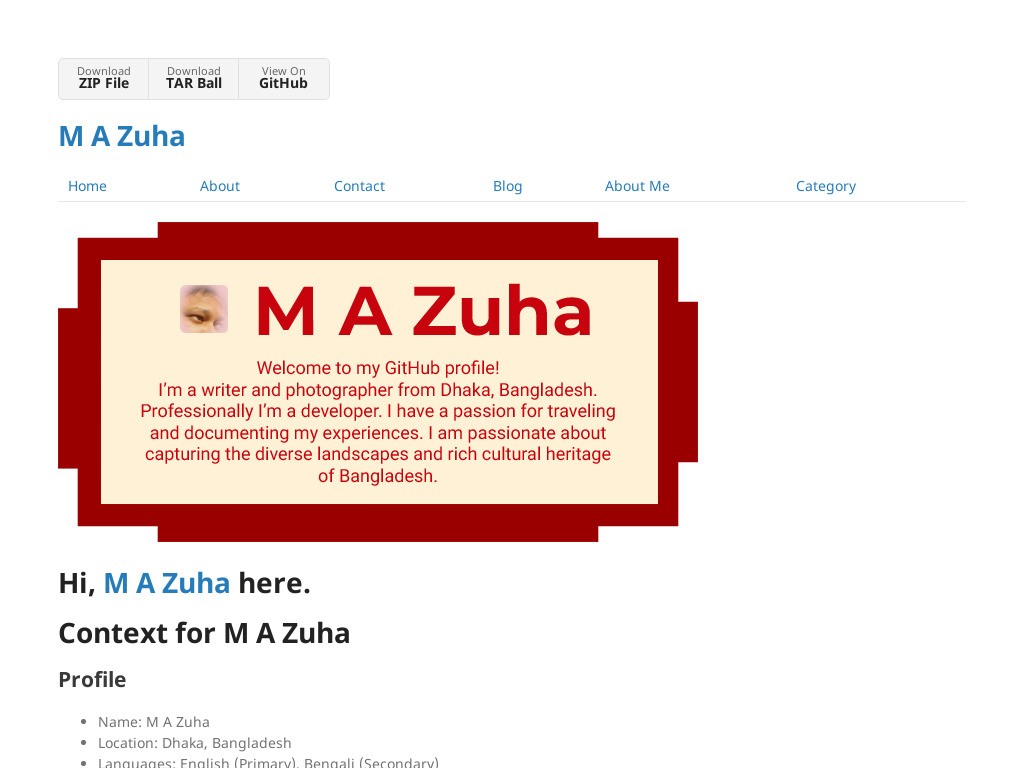 Download
ZIP File
Download
TAR Ball
View On
GitHub
M A Zuha
Home About Contact Blog About Me Category
M A Zuha
Welcome to my GitHub profile!
I’m a writer and photographer from Dhaka, Bangladesh.
Professionally I’m a developer. I have a passion for traveling
and documenting my experiences. I am passionate about
capturing the diverse landscapes and rich cultural heritage
of Bangladesh.
Hi, M A Zuha here.
Context for M A Zuha
Profile
Name: M A Zuha
Location: Dhaka, Bangladesh
Languages: English (Primary), Bengali (Secondary)